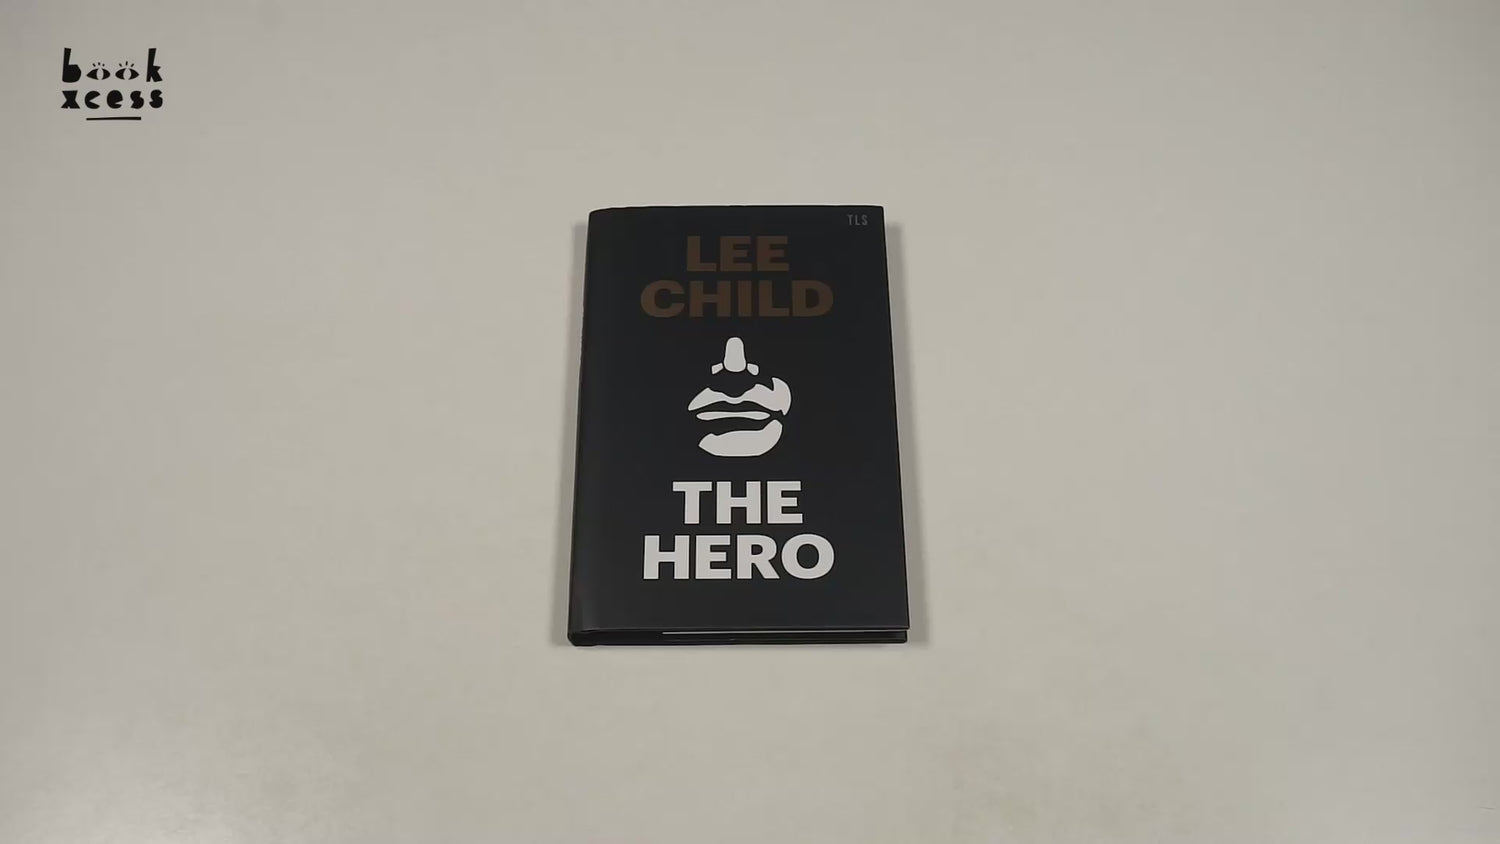 book
xcess
TLS
LEE
CHILD
THE
HERO